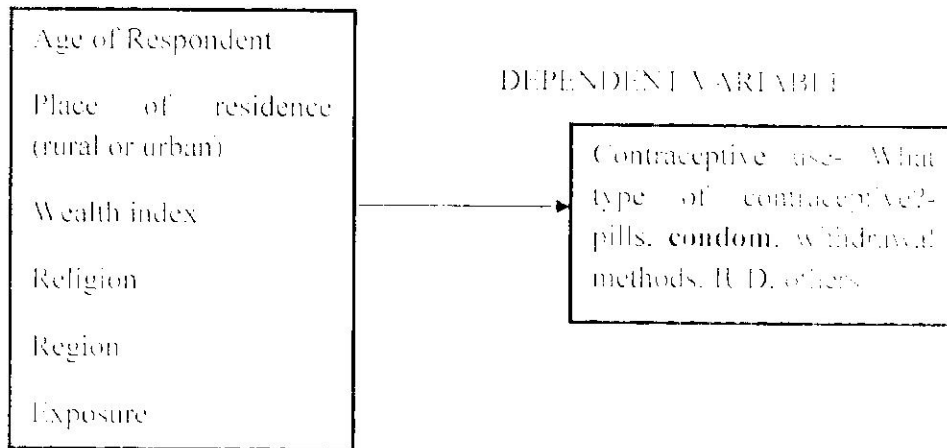 Age of Respondent
Place of residence
(rural or urban)
Wealth index
Religion
Region
Exposure
DEPENDENT VARIABLE
Contraceptive use- What
type of contraceptive?-
pills, condom, withdrawal
methods, IUD, others